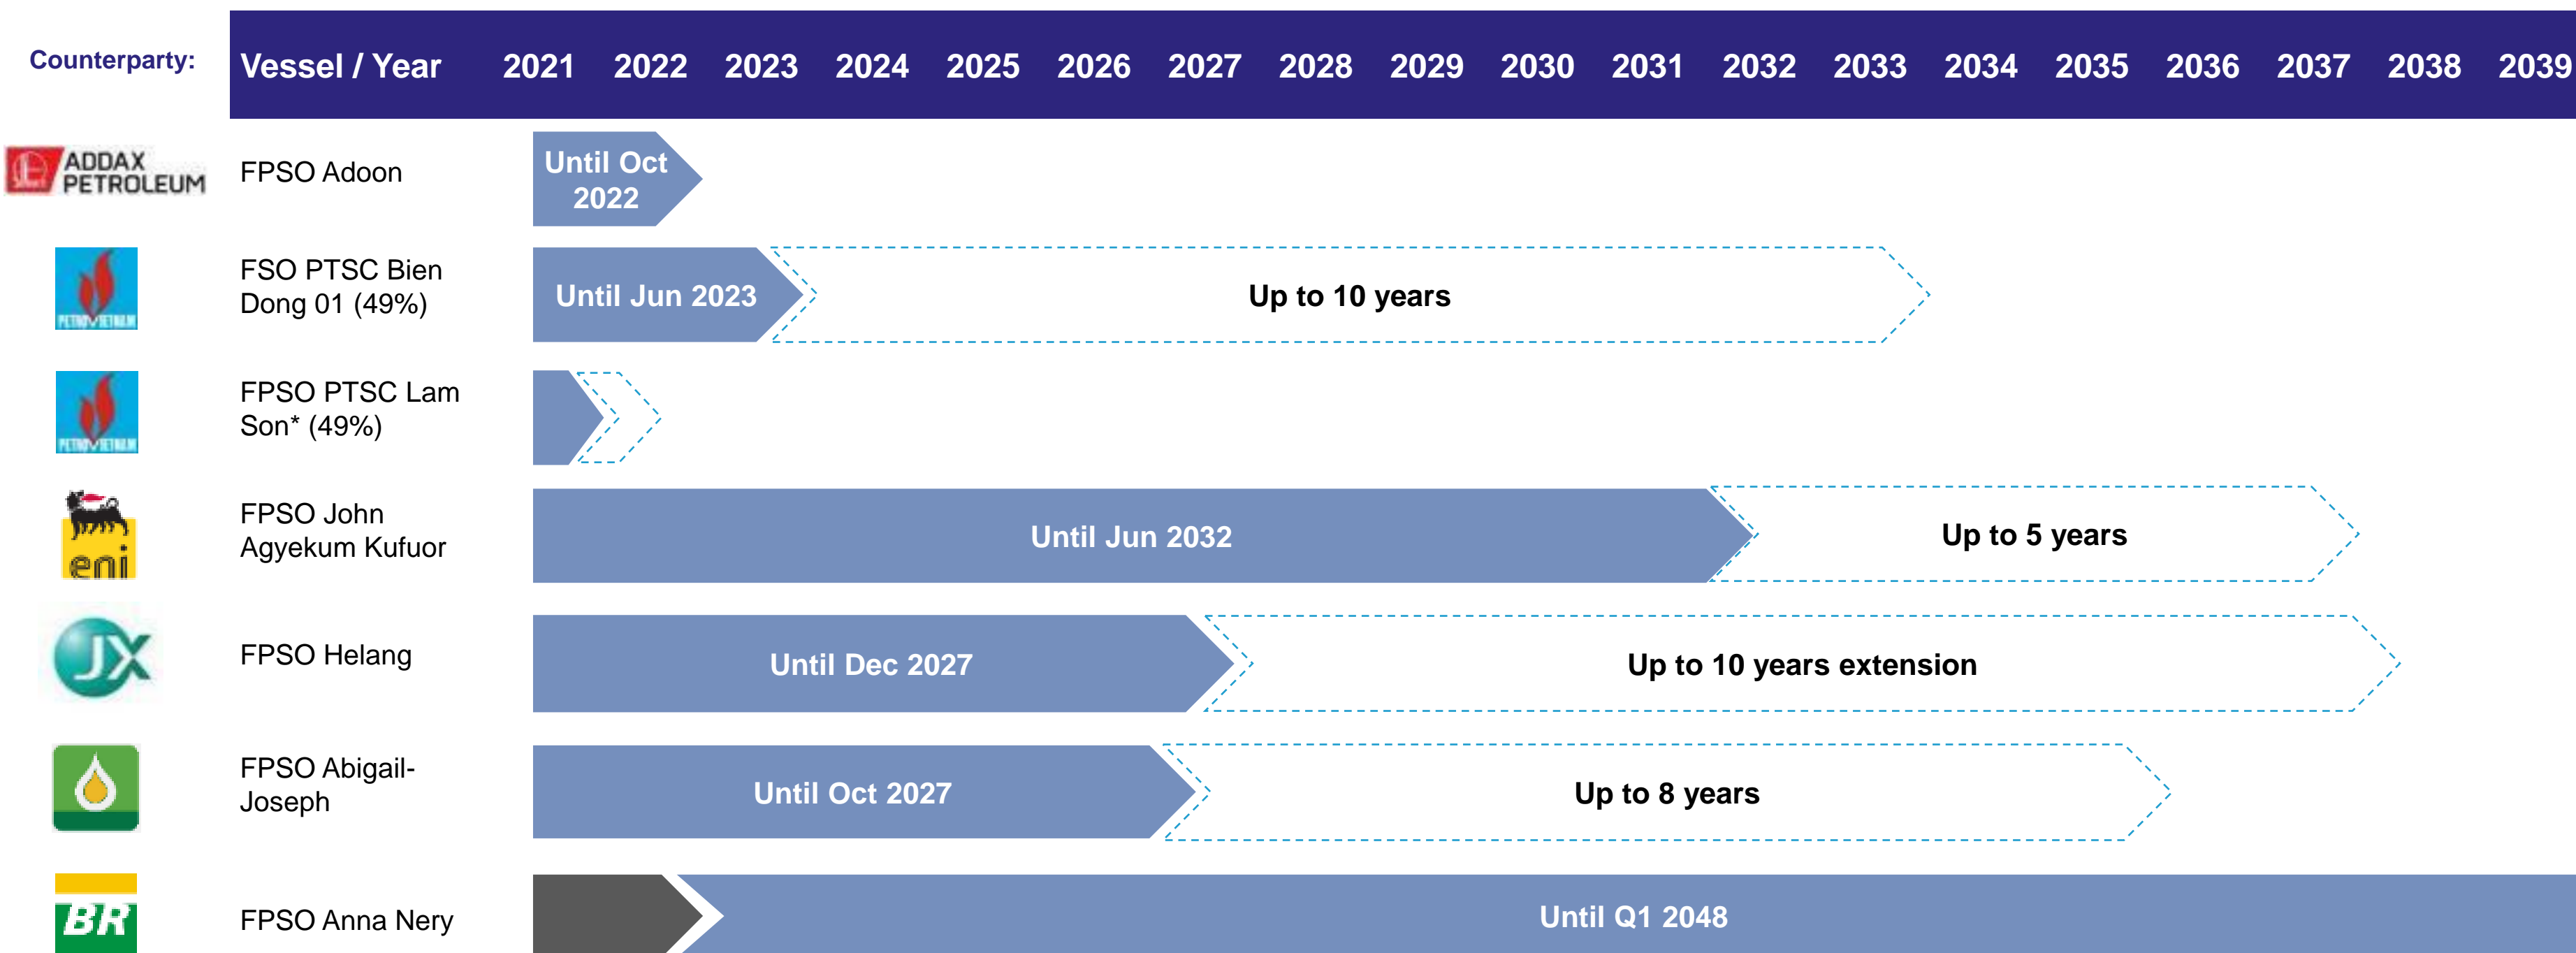 Counterparty:
Vessel / Year 2021 2022 2023 2024 2025 2026 2027 2028 2029 2030 2031 2032 2033 2034 2035 2036 2037 2038 2039
ADDAX
PETROLEUM
FPSO Adoon
Until Oct
2022
PETROVIETNAM
FSO PTSC Bien
Dong 01 (49%)
Until Jun 2023
Up to 10 years
PETROVIETNAM
FPSO PTSC Lam
Son* (49%)
eni
FPSO John
Agyekum Kufuor
Until Jun 2032
Up to 5 years
JX
FPSO Helang
Until Dec 2027
Up to 10 years extension
FPSO Abigail-
Joseph
Until Oct 2027
Up to 8 years
BR
FPSO Anna Nery
Until Q1 2048